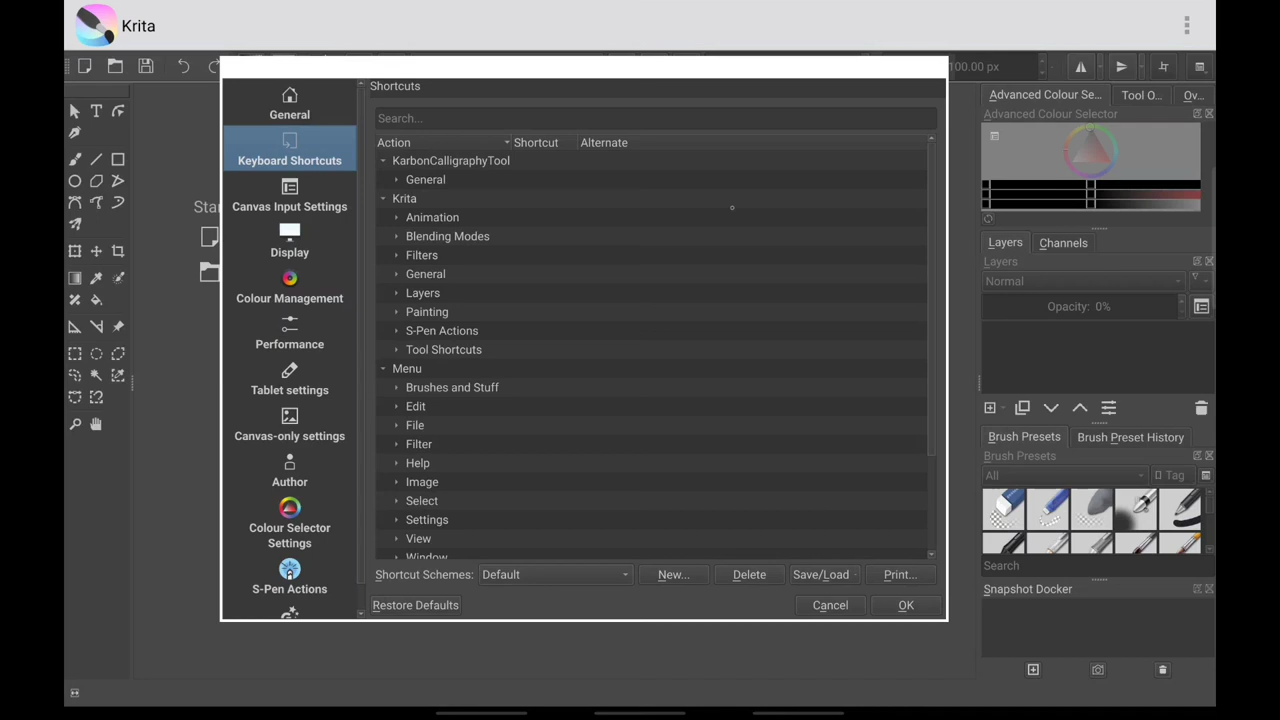 Krita
100.00 px
Shortcuts
General
Keyboard Shortcuts
Canvas Input Settings
Display
Colour Management
Performance
Tablet settings
Canvas-only settings
Author
Colour Selector
Settings
S-Pen Actions
Search...
Action Shortcut Alternate
KarbonCalligraphyTool
General
Krita
Animation
Blending Modes
Filters
General
Layers
Painting
S-Pen Actions
Tool Shortcuts
Menu
Brushes and Stuff
Edit
File
Filter
Help
Image
Select
Settings
View
Window
Shortcut Schemes: Default New... Delete Save/Load Print...
Restore Defaults Cancel OK
Advanced Colour Se... Tool O... Ov...
Advanced Colour Selector
Layers Channels
Layers
Normal
Opacity: 0%
Brush Presets Brush Preset History
Brush Presets
All Tag
Search
Snapshot Docker